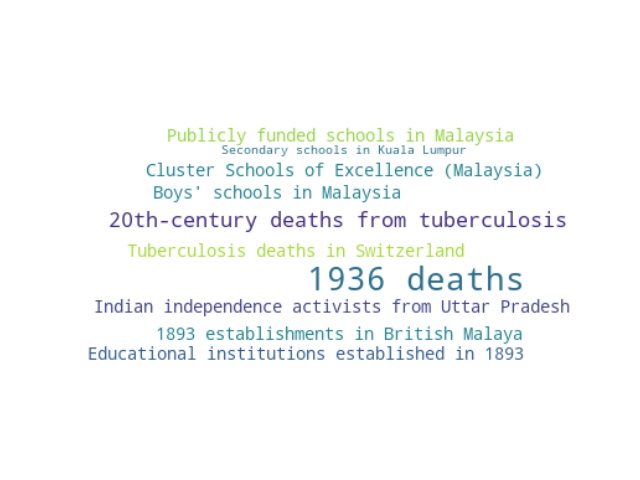 Publicly funded schools in Malaysia
Secondary schools in Kuala Lumpur
Cluster Schools of Excellence (Malaysia)
Boys' schools in Malaysia
20th-century deaths from tuberculosis
Tuberculosis deaths in Switzerland
1936 deaths
Indian independence activists from Uttar Pradesh
1893 establishments in British Malaya
Educational institutions established in 1893